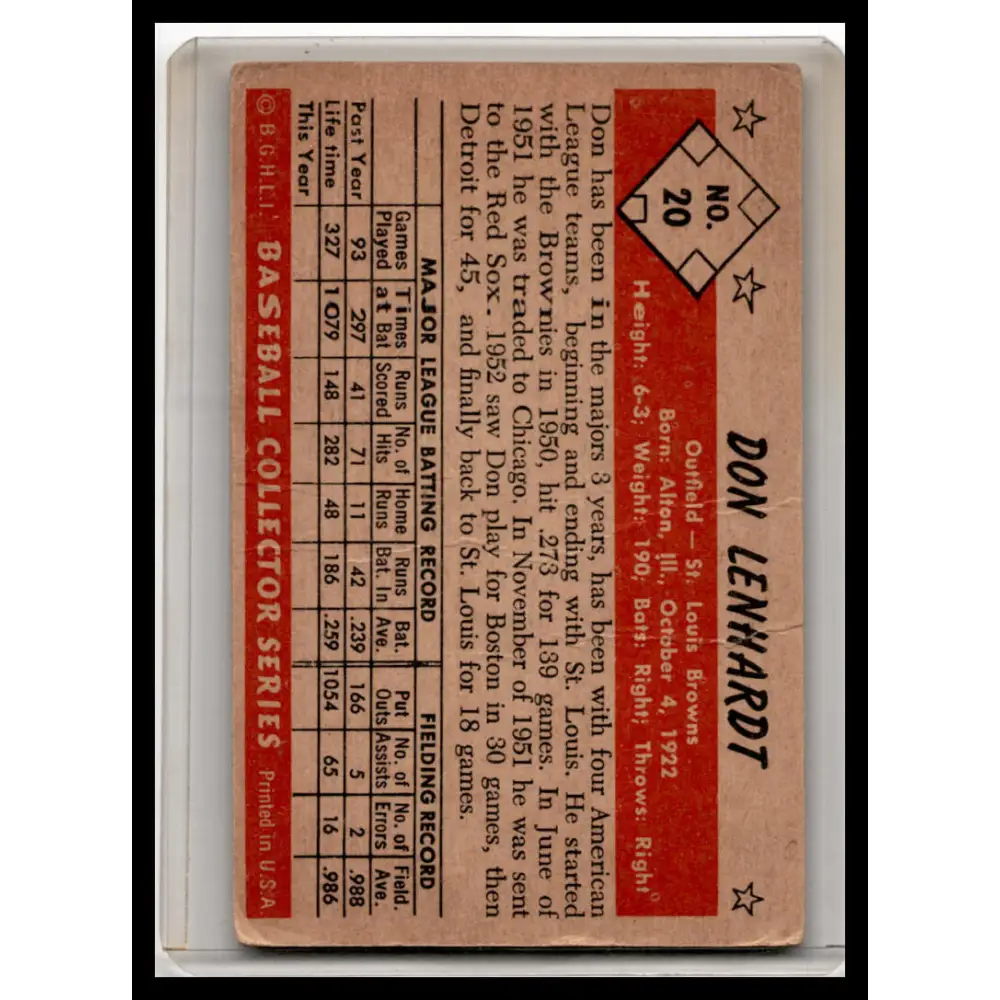 DON LENHARDT
NO.
20
Outfield — St. Louis Browns
Born: Alton, Ill., October 4, 1922
Height: 6-3; Weight: 190; Bats: Right; Throws: Right
Don has been in the majors 3 years, has been with four American
League teams, beginning and ending with St. Louis. He started
with the Brownies in 1950, hit .273 for 139 games. In June of
1951 he was traded to Chicago. In November of 1951 he was sent
to the Red Sox. 1952 saw Don play for Boston in 30 games, then
Detroit for 45, and finally back to St. Louis for 18 games.
MAJOR LEAGUE BATTING RECORD FIELDING RECORD
Games Times Runs No. of Home Runs Bat. Put No. of No. of Field.
Played at Bat Scored Hits Runs Bat. In Ave. Outs Assists Errors Ave.
Past Year 93 297 41 71 11 42 .239 166 5 2 .988
Life time 327 1079 148 282 48 186 .259 1054 65 16 .986
This Year
© B.G.H.L.I. BASEBALL COLLECTOR SERIES Printed in U.S.A.